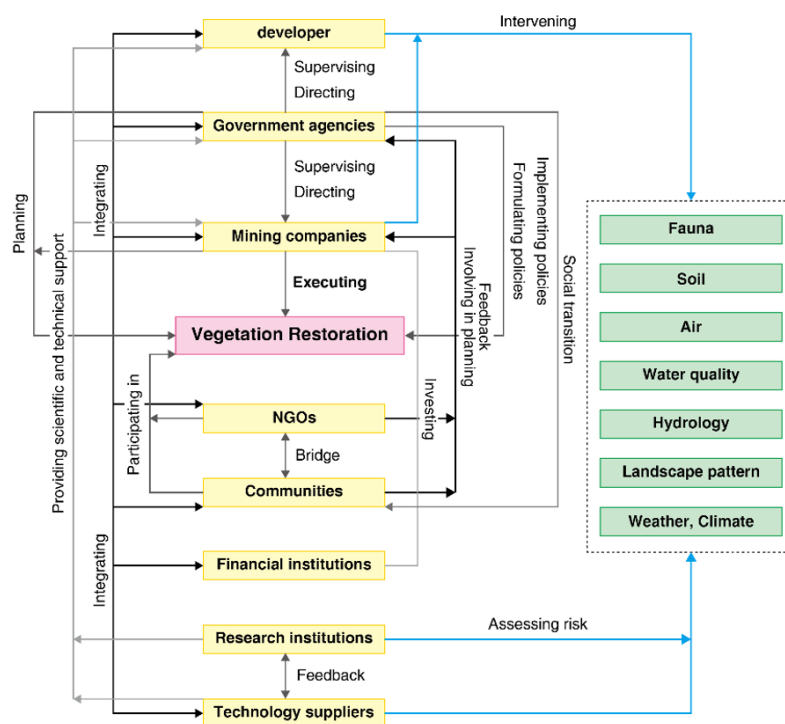 developer
Intervening
Supervising
Directing
Government agencies
Supervising
Directing
Mining companies
Executing
Vegetation Restoration
NGOs
Bridge
Communities
Financial institutions
Research institutions
Assessing risk
Feedback
Technology suppliers
Planning
Integrating
Providing scientific and technical support
Participating in
Integrating
Investing
Feedback
Involving in planning
Implementing policies
Formulating policies
Social transition
Fauna
Soil
Air
Water quality
Hydrology
Landscape pattern
Weather, Climate